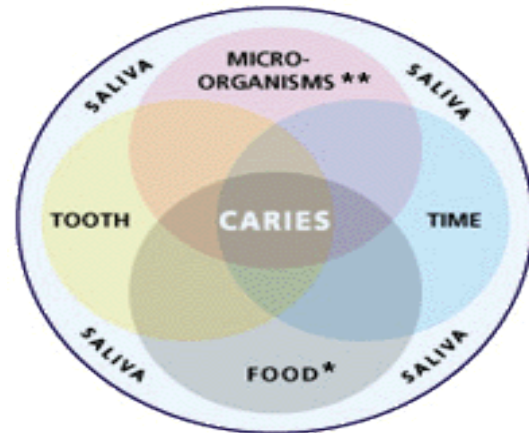 SALIVA
MICRO-
ORGANISMS **
SALIVA
TOOTH
CARIES
TIME
SALIVA
FOOD*
SALIVA